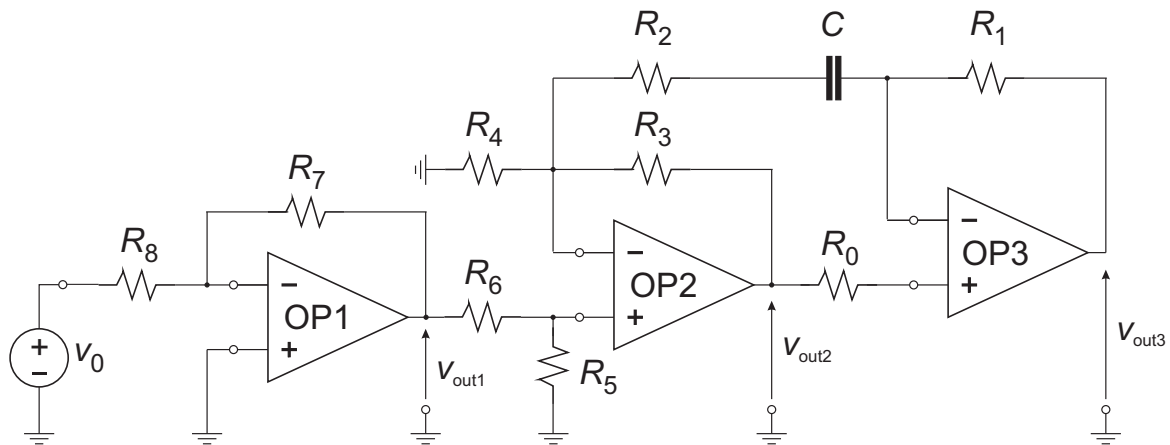 R2 C R1
R4 R3
R7
R8 R6 R0
− − −
OP1 OP2 OP3
+ + +
+
−
v0
R5
vout1 vout2 vout3